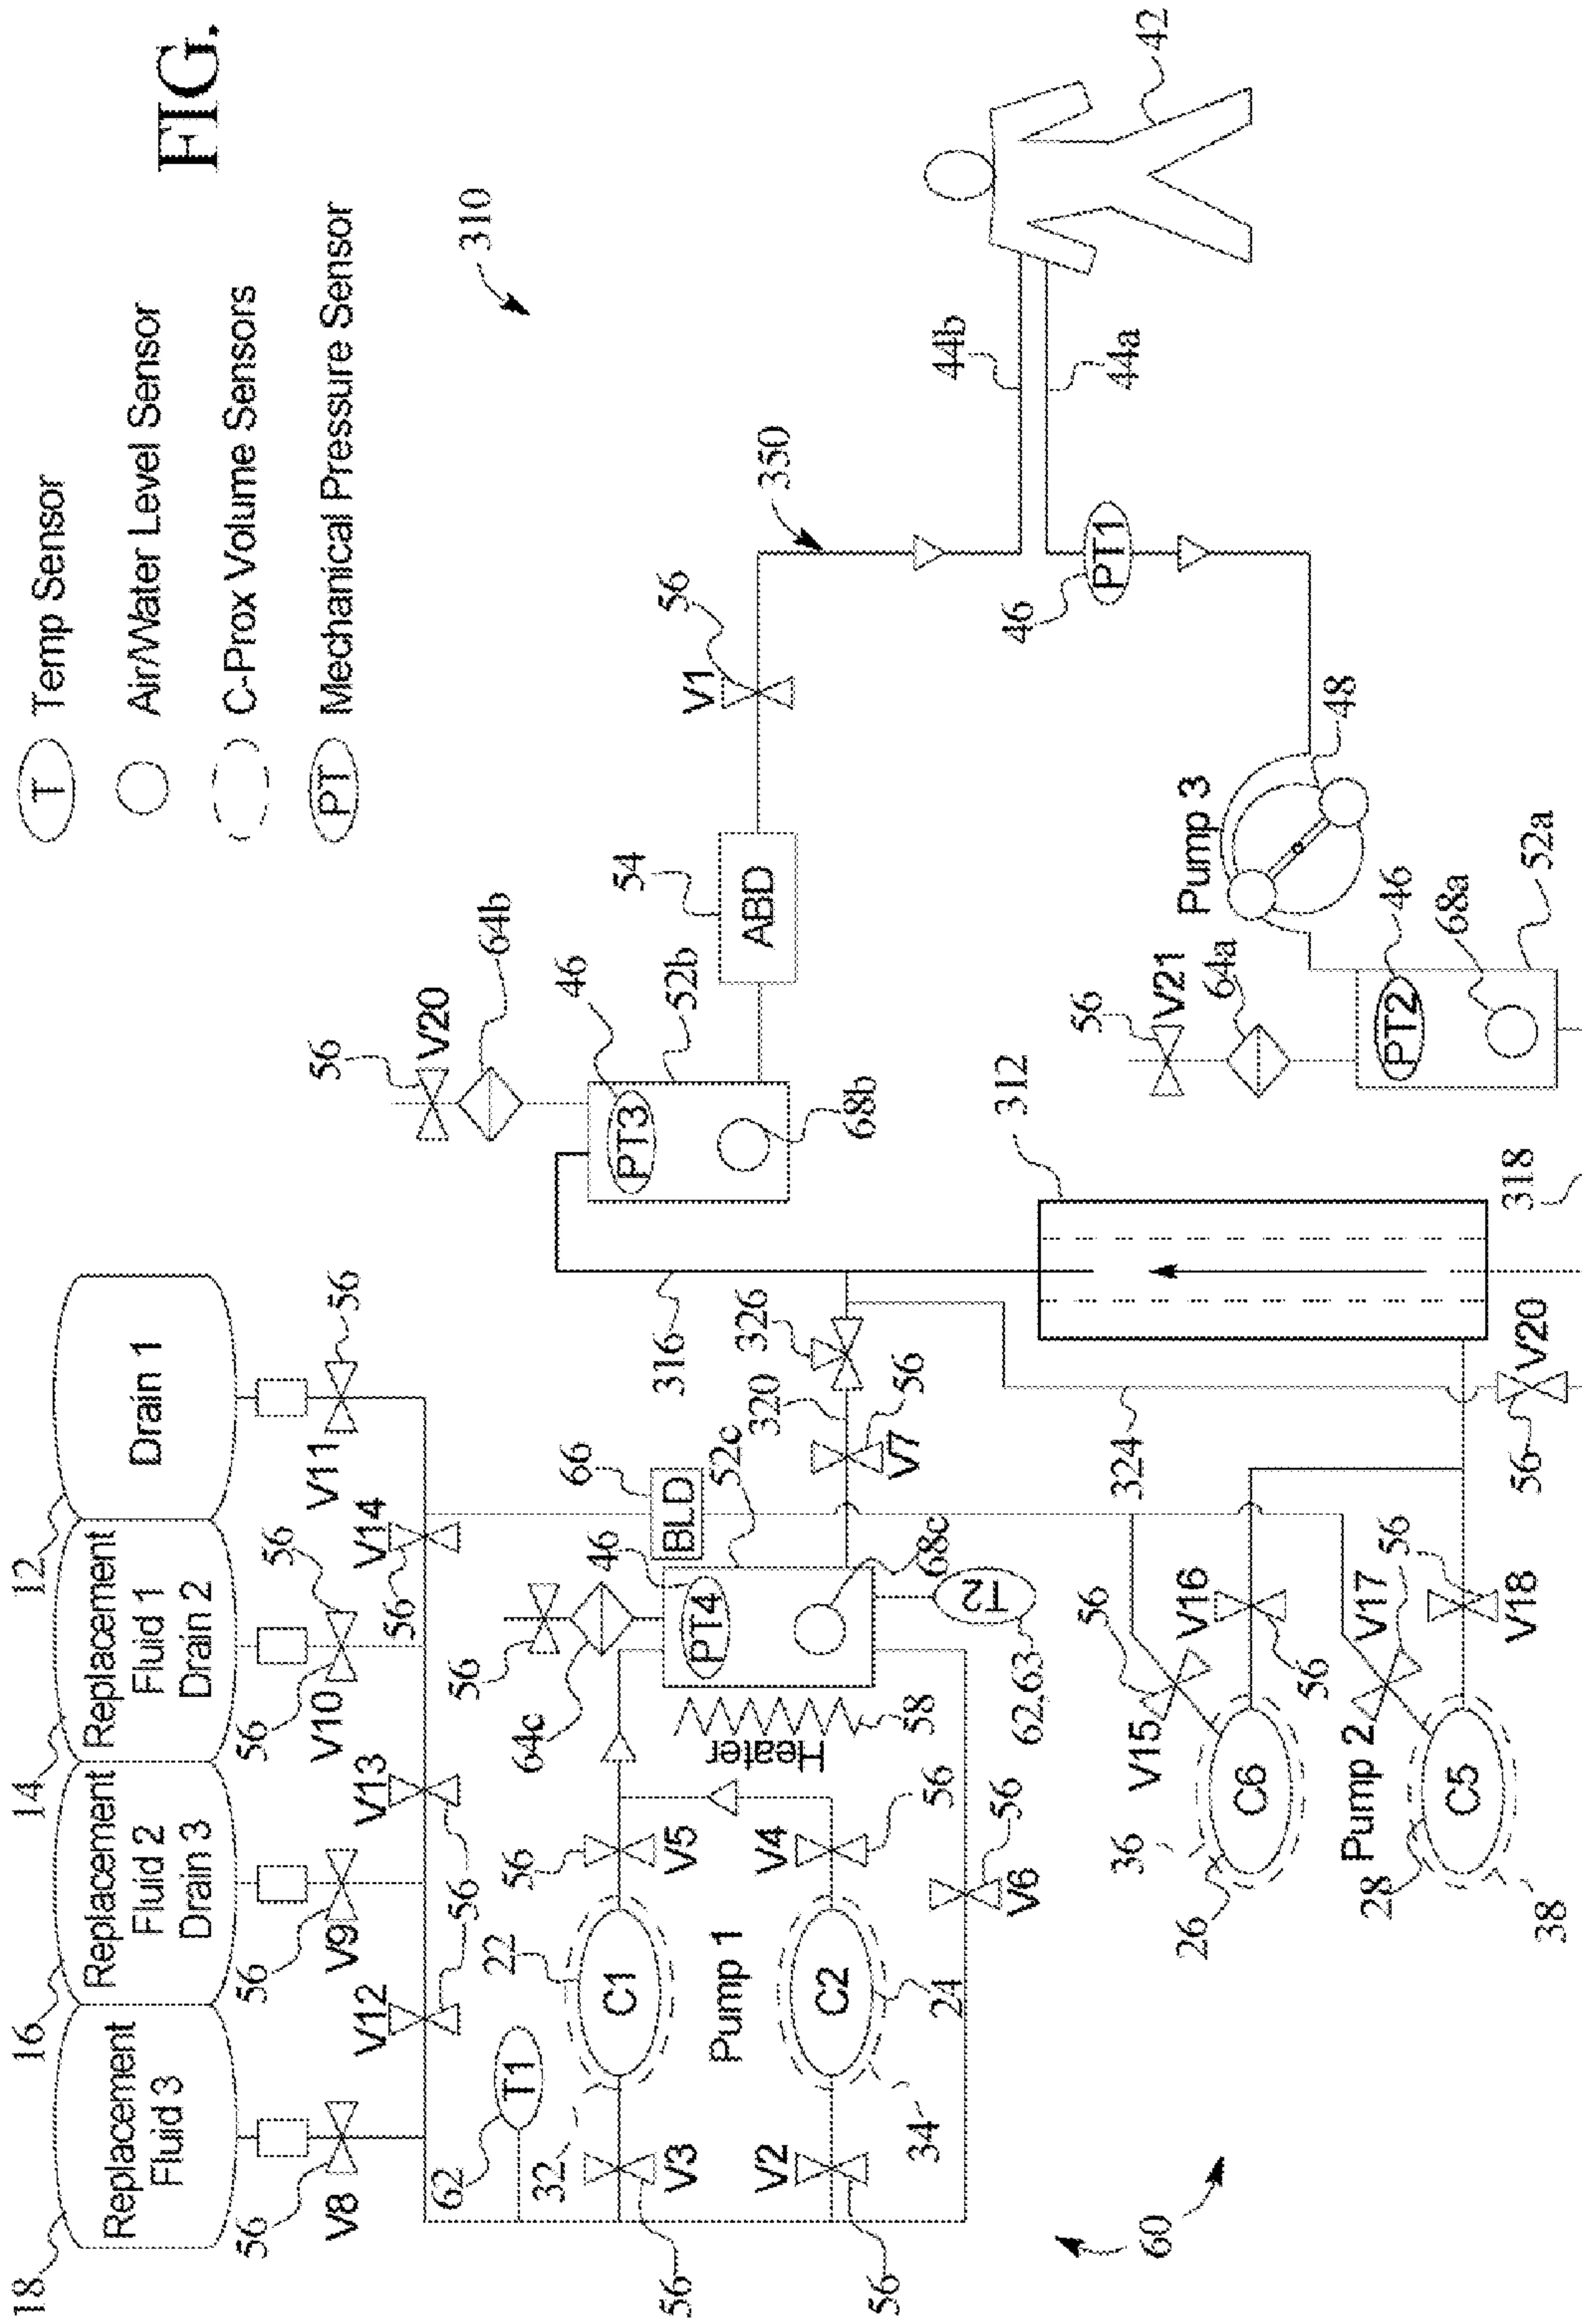 FIG.
T Temp Sensor
Air/Water Level Sensor
C-Prox Volume Sensors
PT Mechanical Pressure Sensor
310
18
16
14
12
Replacement
Fluid 3
Replacement
Fluid 2
Drain 3
Replacement
Fluid 1
Drain 2
Drain 1
56
V8
56
V9
56
V10
56
V11
56
V12
56
V13
56
V14
56
62
T1
32
22
C1
V3
56
56
V5
Pump 1
34
24
C2
V2
56
V4
56
V6
56
60
64c
56
46
PT4
66
BLD
52c
68c
Heater
58
T2
62,63
V7
56
320
326
316
324
56
V20
64b
46
PT3
52b
68b
54
ABD
V1
56
350
44b
44a
42
46
PT1
Pump 3
48
56
V21
64a
46
PT2
68a
52a
312
318
V20
56
V15
56
V16
56
36
26
C6
Pump 2
V17
56
V18
28
C5
38